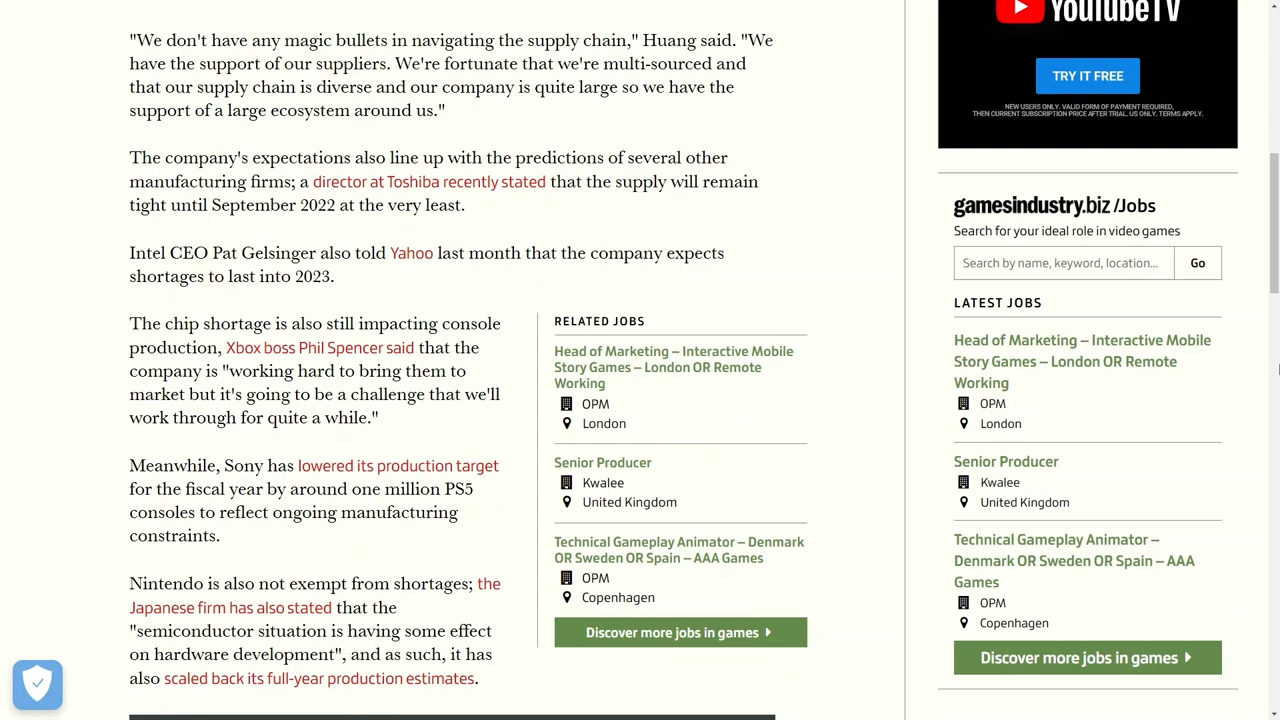 "We don't have any magic bullets in navigating the supply chain," Huang said. "We
have the support of our suppliers. We're fortunate that we're multi-sourced and
that our supply chain is diverse and our company is quite large so we have the
support of a large ecosystem around us."
The company's expectations also line up with the predictions of several other
manufacturing firms; a director at Toshiba recently stated that the supply will remain
tight until September 2022 at the very least.
Intel CEO Pat Gelsinger also told Yahoo last month that the company expects
shortages to last into 2023.
The chip shortage is also still impacting console
production, Xbox boss Phil Spencer said that the
company is "working hard to bring them to
market but it's going to be a challenge that we'll
work through for quite a while."
Meanwhile, Sony has lowered its production target
for the fiscal year by around one million PS5
consoles to reflect ongoing manufacturing
constraints.
Nintendo is also not exempt from shortages; the
Japanese firm has also stated that the
"semiconductor situation is having some effect
on hardware development", and as such, it has
also scaled back its full-year production estimates.
RELATED JOBS
Head of Marketing – Interactive Mobile
Story Games – London OR Remote
Working
OPM
London
Senior Producer
Kwalee
United Kingdom
Technical Gameplay Animator – Denmark
OR Sweden OR Spain – AAA Games
OPM
Copenhagen
Discover more jobs in games
YouTubeTV
TRY IT FREE
NEW USERS ONLY. VALID FORM OF PAYMENT REQUIRED,
THEN CURRENT SUBSCRIPTION PRICE AFTER TRIAL. US ONLY. TERMS APPLY.
gamesindustry.biz /Jobs
Search for your ideal role in video games
Search by name, keyword, location...
Go
LATEST JOBS
Head of Marketing – Interactive Mobile
Story Games – London OR Remote
Working
OPM
London
Senior Producer
Kwalee
United Kingdom
Technical Gameplay Animator –
Denmark OR Sweden OR Spain – AAA
Games
OPM
Copenhagen
Discover more jobs in games